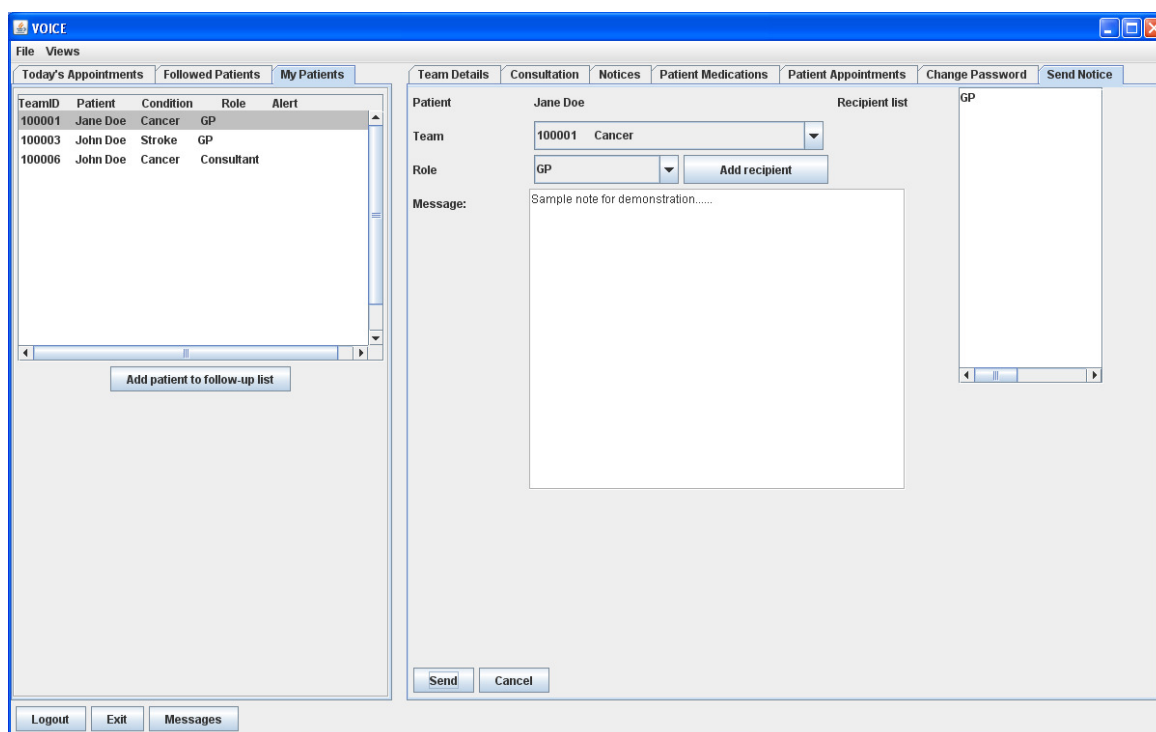 VOICE
File Views
Today's Appointments Followed Patients My Patients
TeamID Patient Condition Role Alert
100001 Jane Doe Cancer GP
100003 John Doe Stroke GP
100006 John Doe Cancer Consultant
Add patient to follow-up list
Team Details Consultation Notices Patient Medications Patient Appointments Change Password Send Notice
Patient Jane Doe Recipient list GP
Team 100001 Cancer
Role GP Add recipient
Message: Sample note for demonstration......
Send Cancel
Logout Exit Messages